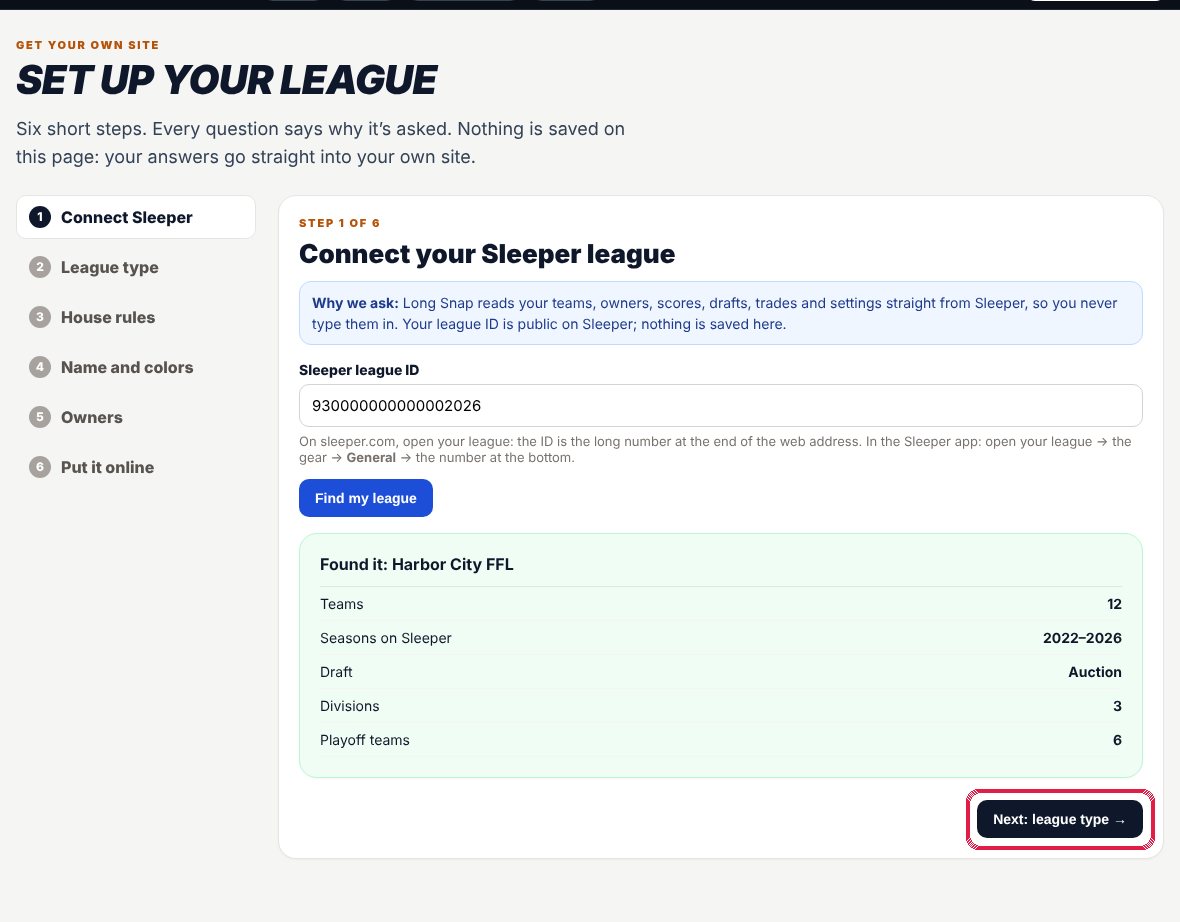 GET YOUR OWN SITE
SET UP YOUR LEAGUE
Six short steps. Every question says why it’s asked. Nothing is saved on
this page: your answers go straight into your own site.
1 Connect Sleeper
2 League type
3 House rules
4 Name and colors
5 Owners
6 Put it online
STEP 1 OF 6
Connect your Sleeper league
Why we ask: Long Snap reads your teams, owners, scores, drafts, trades and settings straight from Sleeper, so you never
type them in. Your league ID is public on Sleeper; nothing is saved here.
Sleeper league ID
930000000000002026
On sleeper.com, open your league: the ID is the long number at the end of the web address. In the Sleeper app: open your league → the
gear → General → the number at the bottom.
Find my league
Found it: Harbor City FFL
Teams 12
Seasons on Sleeper 2022–2026
Draft Auction
Divisions 3
Playoff teams 6
Next: league type →